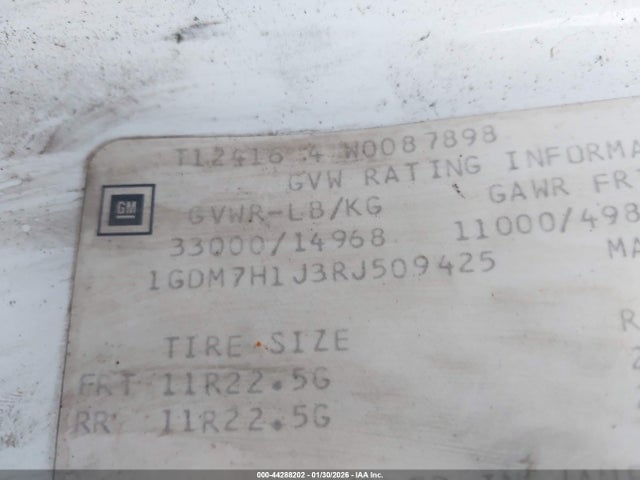 T12416 4 W0087898
GVW RATING INFORMA
GM
GVWR-LB/KG GAWR FRT
33000/14968 11000/498
1GDM7H1J3RJ509425 MA
TIRE SIZE R
FRT 11R22.5G
RR 11R22.5G
000-44288202 - 01/30/2026 - IAA Inc.